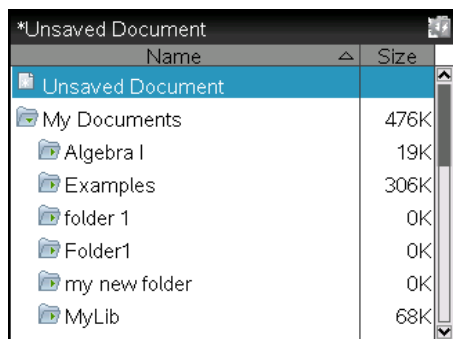 *Unsaved Document
Name Size
Unsaved Document
My Documents 476K
Algebra I 19K
Examples 306K
folder 1 0K
Folder1 0K
my new folder 0K
MyLib 68K